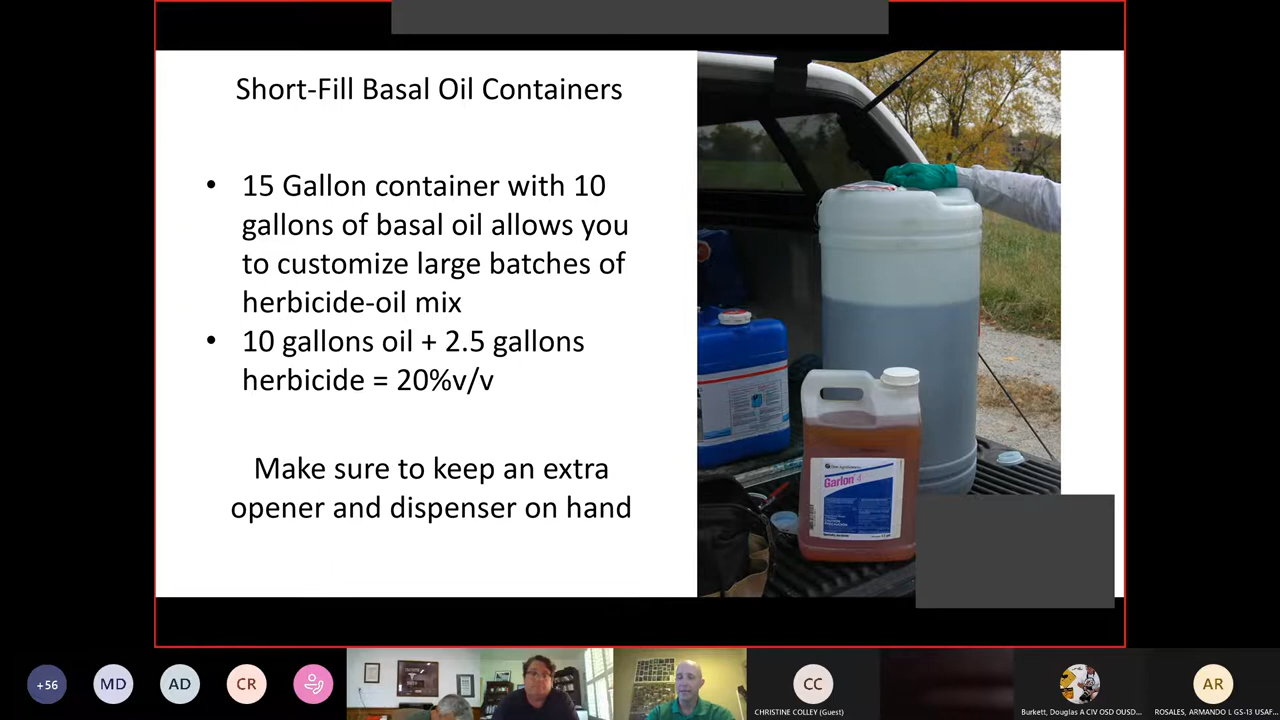 Short-Fill Basal Oil Containers
• 15 Gallon container with 10
gallons of basal oil allows you
to customize large batches of
herbicide-oil mix
• 10 gallons oil + 2.5 gallons
herbicide = 20%v/v
Make sure to keep an extra
opener and dispenser on hand
Garlon 4
+56
MD
AD
CR
CC
AR
CHRISTINE COLLEY (Guest)
Burkett, Douglas A CIV OSD OUSD...
ROSALES, ARMANDO L GS-13 USAF...